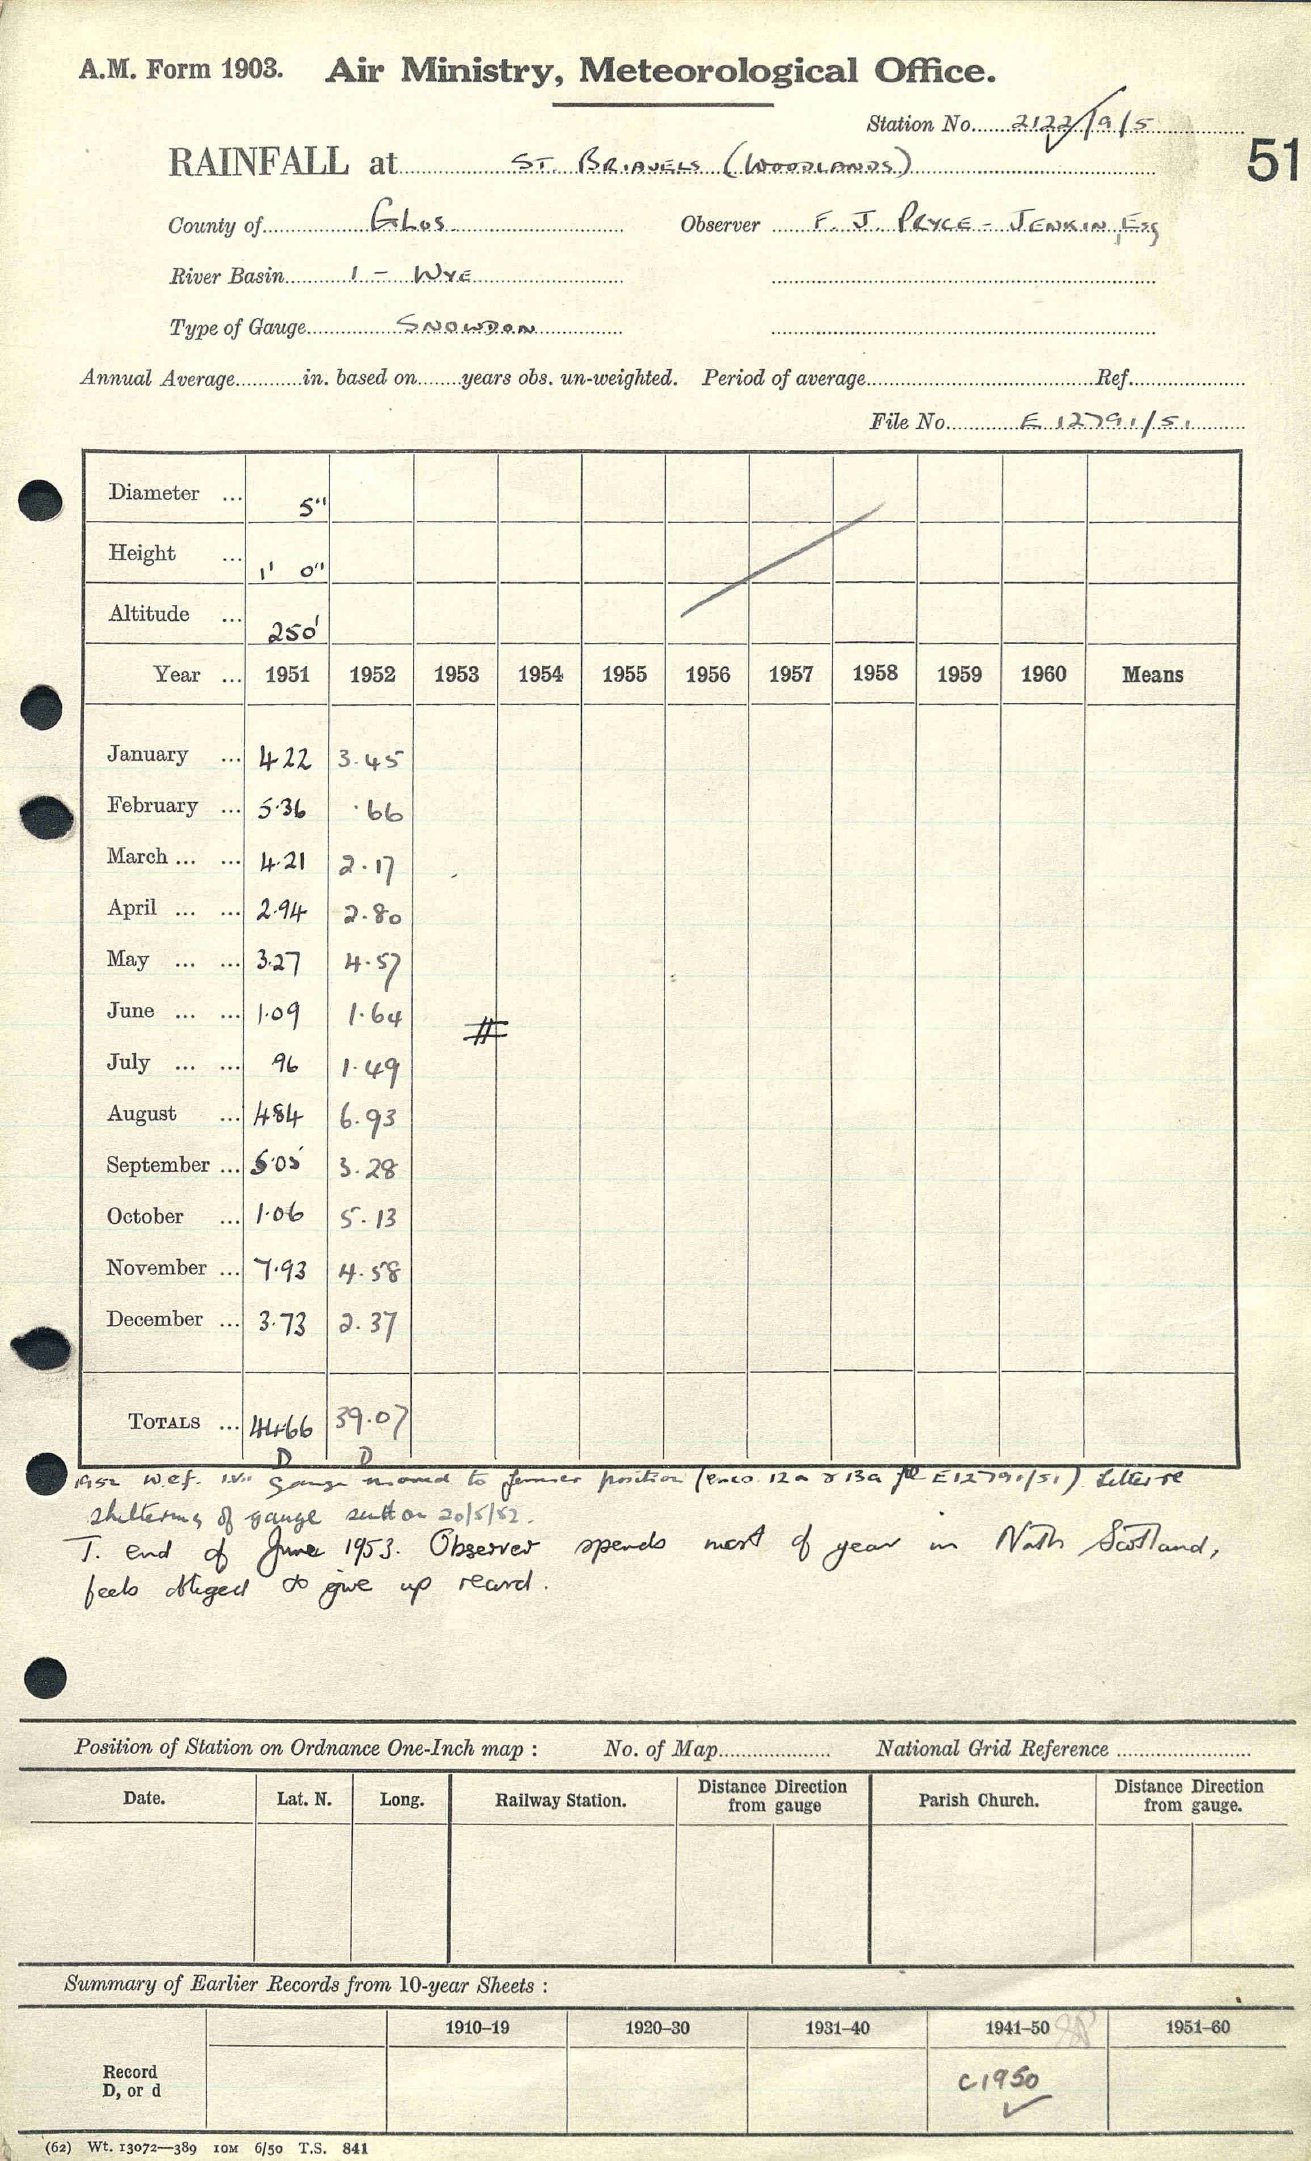 A.M. Form 1903. Air Ministry, Meteorological Office.
Station No. 2122/9/5
51
RAINFALL at ST. BRIAVELS (WOODLANDS)
County of GLOS Observer F. J. PRYCE-JENKIN, ESQ
River Basin 1 - WYE
Type of Gauge SNOWDON
Annual Average in. based on years obs. un-weighted. Period of average Ref.
File No. E 12791/51
Diameter ... 5"
Height ... 1' 0"
Altitude ... 250'
Year ... 1951 1952 1953 1954 1955 1956 1957 1958 1959 1960 Means
January ... 4.22 3.45
February ... 5.36 .66
March ... ... 4.21 2.17
April ... ... 2.94 2.80
May ... ... 3.27 4.57
June ... ... 1.09 1.64
#
July ... ... 96 1.49
August ... 4.84 6.93
September ... 5.05 3.28
October ... 1.06 5.13
November ... 7.93 4.58
December ... 3.73 2.37
TOTALS ... 44.66 39.07
D D
1952 w.e.f. gauge moved to former position (encs. 12a & 13a file E12791/51) Letter re
sheltering of gauge sent on 20/5/52.
T. end of June 1953. Observer spends most of year in North Scotland,
feels obliged to give up record.
Position of Station on Ordnance One-Inch map : No. of Map National Grid Reference
Date. Lat. N. Long. Railway Station. Distance Direction from gauge Parish Church. Distance Direction from gauge.
Summary of Earlier Records from 10-year Sheets :
1910–19 1920–30 1931–40 1941–50 1951–60
Record
D, or d
C1950
(62) Wt. 13072—389 10M 6/50 T.S. 841